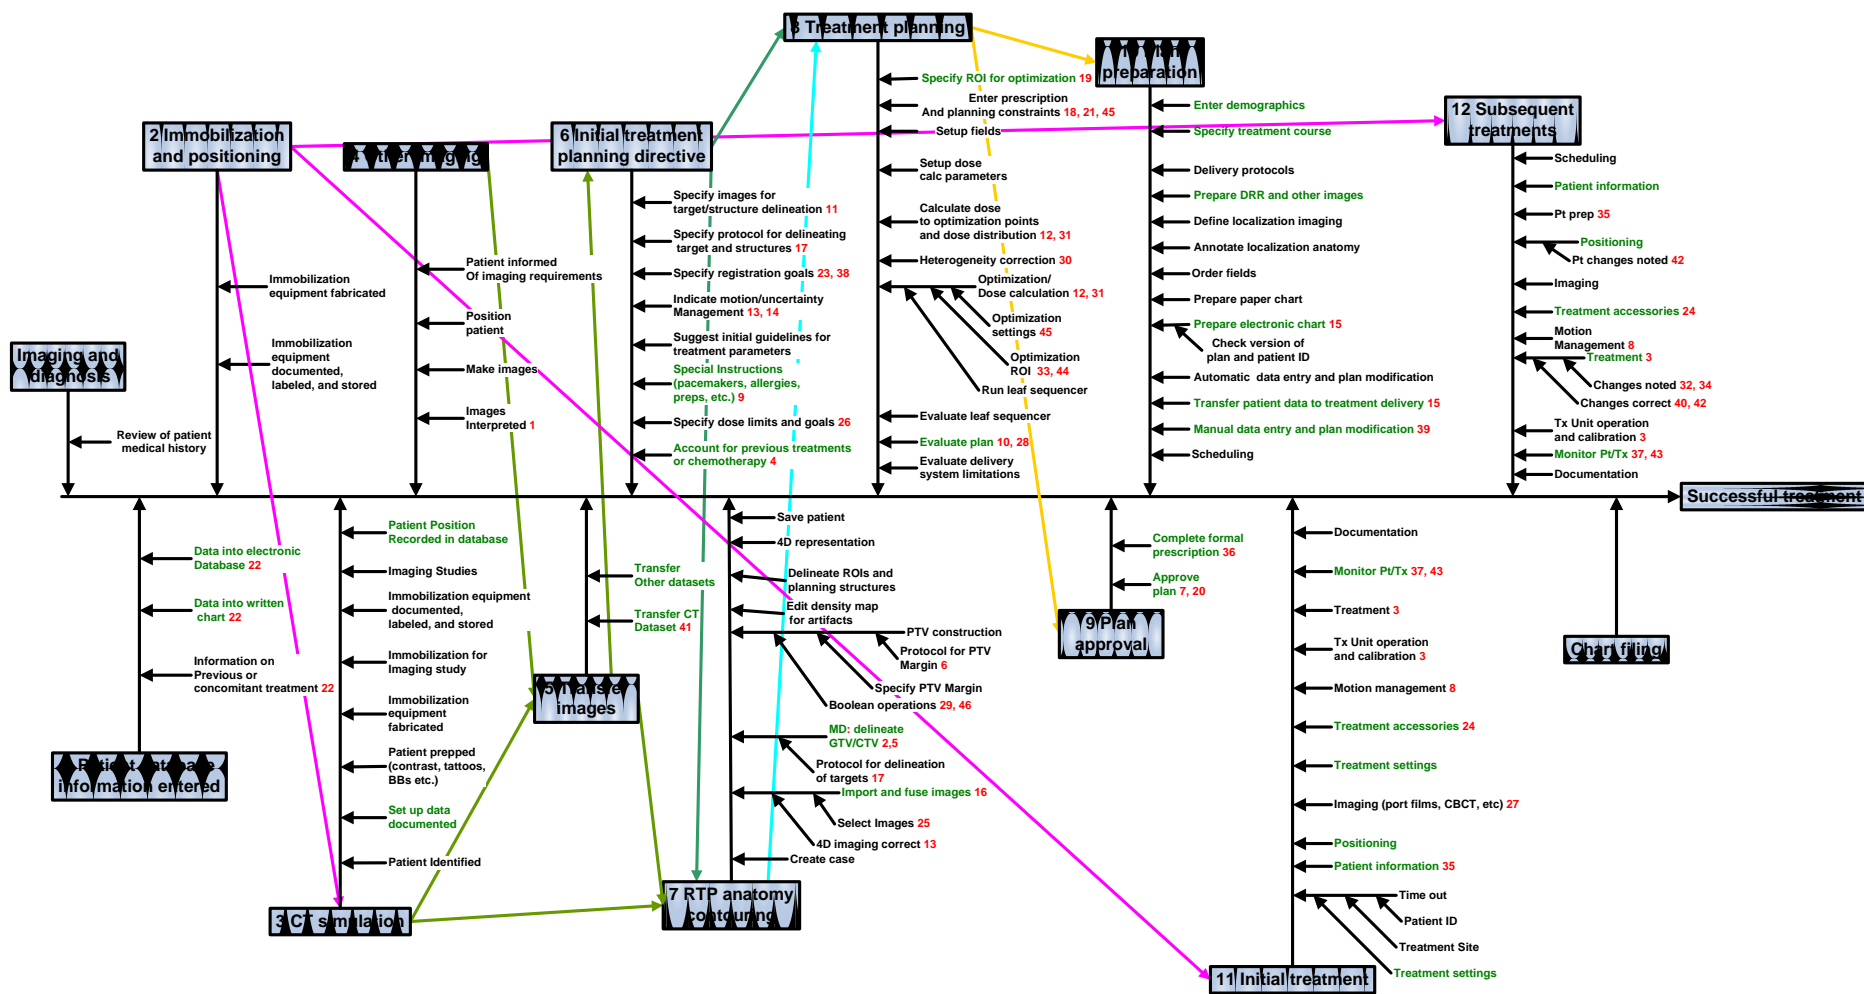 8 Treatment planning
preparation
2 Immobilization
and positioning
4 Other imaging
6 Initial treatment
planning directive
12 Subsequent
treatments
Specify ROI for optimization 19
Enter prescription
And planning constraints 18, 21, 45
Setup fields
Setup dose
calc parameters
Calculate dose
to optimization points
and dose distribution 12, 31
Heterogeneity correction 30
Optimization/
Dose calculation 12, 31
Optimization
settings 45
Optimization
ROI 33, 44
Run leaf sequencer
Evaluate leaf sequencer
Evaluate plan 10, 28
Evaluate delivery
system limitations
Enter demographics
Specify treatment course
Delivery protocols
Prepare DRR and other images
Define localization imaging
Annotate localization anatomy
Order fields
Prepare paper chart
Prepare electronic chart 15
Check version of
plan and patient ID
Automatic data entry and plan modification
Transfer patient data to treatment delivery 15
Manual data entry and plan modification 39
Scheduling
Scheduling
Patient information
Pt prep 35
Positioning
Pt changes noted 42
Imaging
Treatment accessories 24
Motion
Management 8
Treatment 3
Changes noted 32, 34
Changes correct 40, 42
Tx Unit operation
and calibration 3
Monitor Pt/Tx 37, 43
Documentation
Specify images for
target/structure delineation 11
Specify protocol for delineating
target and structures 17
Specify registration goals 23, 38
Indicate motion/uncertainty
Management 13, 14
Suggest initial guidelines for
treatment parameters
Special Instructions
(pacemakers, allergies,
preps, etc.) 9
Specify dose limits and goals 26
Account for previous treatments
or chemotherapy 4
Patient informed
Of imaging requirements
Position
patient
Make images
Images
Interpreted 1
Immobilization
equipment fabricated
Immobilization
equipment
documented,
labeled, and stored
Imaging and
diagnosis
Review of patient
medical history
Successful treatment
Data into electronic
Database 22
Data into written
chart 22
Information on
Previous or
concomitant treatment 22
Patient database
information entered
Patient Position
Recorded in database
Imaging Studies
Immobilization equipment
documented,
labeled, and stored
Immobilization for
Imaging study
Immobilization
equipment
fabricated
Patient prepped
(contrast, tattoos,
BBs etc.)
Set up data
documented
Patient Identified
3 CT simulation
Transfer
Other datasets
Transfer CT
Dataset 41
5 Transfer
images
Save patient
4D representation
Delineate ROIs and
planning structures
Edit density map
for artifacts
PTV construction
Protocol for PTV
Margin 6
Specify PTV Margin
Boolean operations 29, 46
MD: delineate
GTV/CTV 2,5
Protocol for delineation
of targets 17
Import and fuse images 16
Select Images 25
4D imaging correct 13
Create case
7 RTP anatomy
contouring
Complete formal
prescription 36
Approve
plan 7, 20
9 Plan
approval
Documentation
Monitor Pt/Tx 37, 43
Treatment 3
Tx Unit operation
and calibration 3
Motion management 8
Treatment accessories 24
Treatment settings
Imaging (port films, CBCT, etc) 27
Positioning
Patient information 35
Time out
Patient ID
Treatment Site
Treatment settings
11 Initial treatment
Chart filing